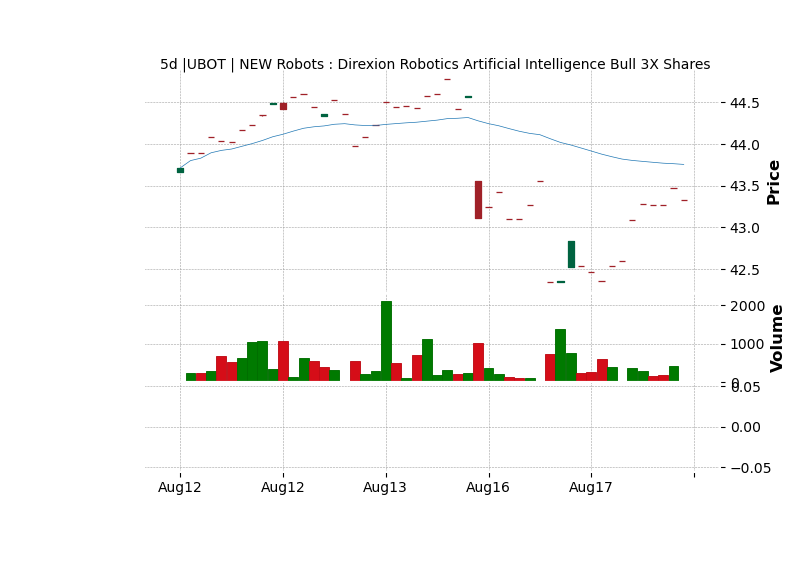 5d |UBOT | NEW Robots : Direxion Robotics Artificial Intelligence Bull 3X Shares
44.5
44.0
43.5
43.0
42.5
Price
2000
1000
0
Volume
0.05
0.00
−0.05
Aug12 Aug12 Aug13 Aug16 Aug17